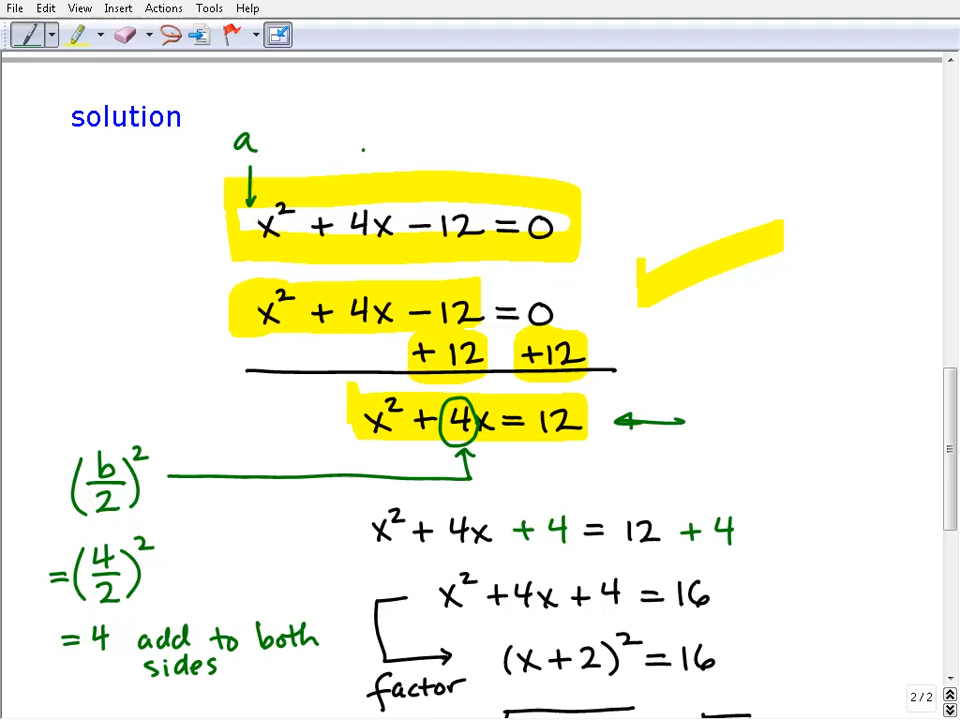 File Edit View Insert Actions Tools Help
solution
a
x² + 4x − 12 = 0
x² + 4x − 12 = 0
+ 12 +12
x² + 4x = 12
(b/2)²
x² + 4x + 4 = 12 + 4
= (4/2)²
x² + 4x + 4 = 16
= 4 add to both
sides
(x + 2)² = 16
factor
2 / 2